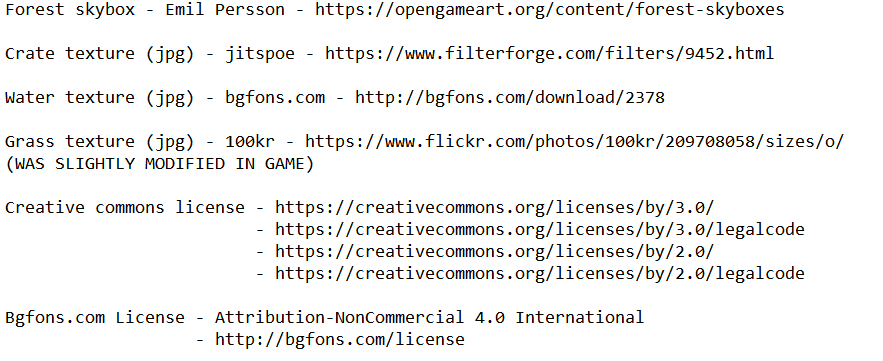 Forest skybox - Emil Persson - https://opengameart.org/content/forest-skyboxes
Crate texture (jpg) - jitspoe - https://www.filterforge.com/filters/9452.html
Water texture (jpg) - bgfons.com - http://bgfons.com/download/2378
Grass texture (jpg) - 100kr - https://www.flickr.com/photos/100kr/209708058/sizes/o/
(WAS SLIGHTLY MODIFIED IN GAME)
Creative commons license - https://creativecommons.org/licenses/by/3.0/
- https://creativecommons.org/licenses/by/3.0/legalcode
- https://creativecommons.org/licenses/by/2.0/
- https://creativecommons.org/licenses/by/2.0/legalcode
Bgfons.com License - Attribution-NonCommercial 4.0 International
- http://bgfons.com/license